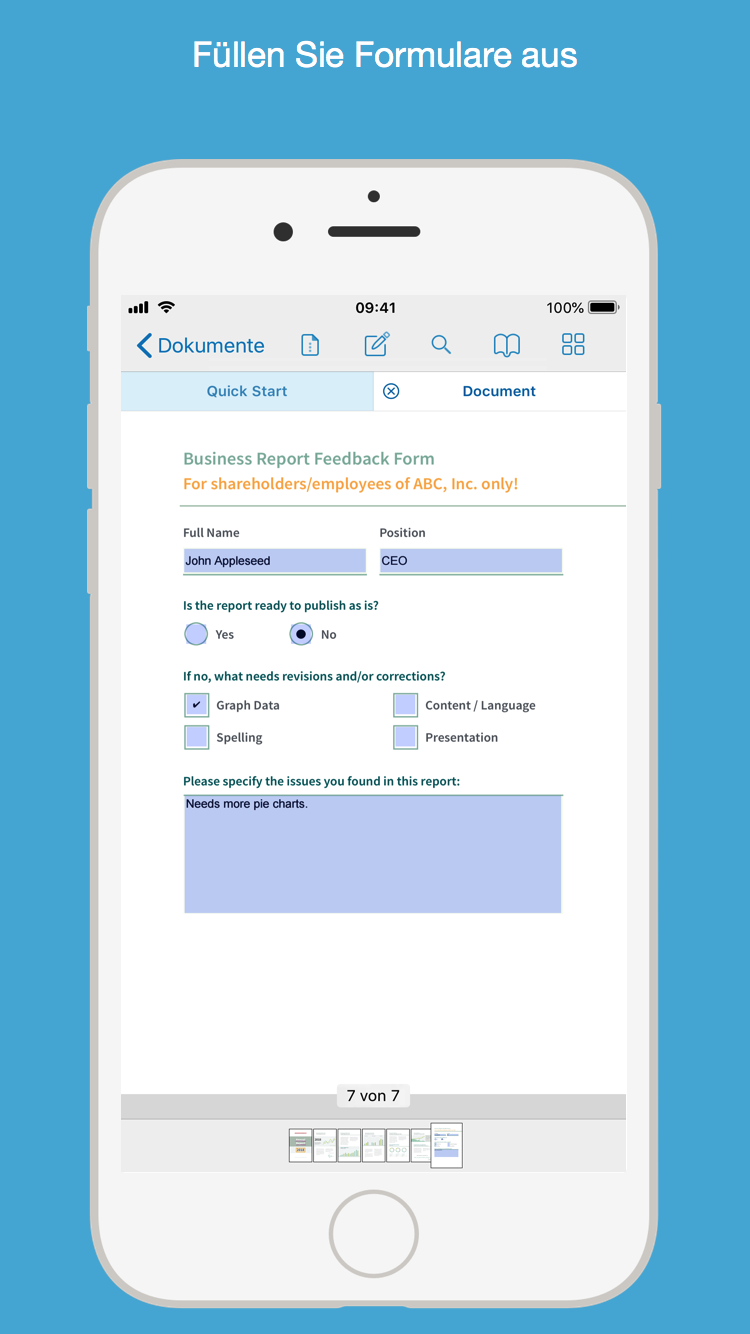 Füllen Sie Formulare aus
09:41 100%
Dokumente
Quick Start Document
Business Report Feedback Form
For shareholders/employees of ABC, Inc. only!
Full Name Position
John Appleseed CEO
Is the report ready to publish as is?
Yes No
If no, what needs revisions and/or corrections?
Graph Data Content / Language
Spelling Presentation
Please specify the issues you found in this report:
Needs more pie charts.
7 von 7